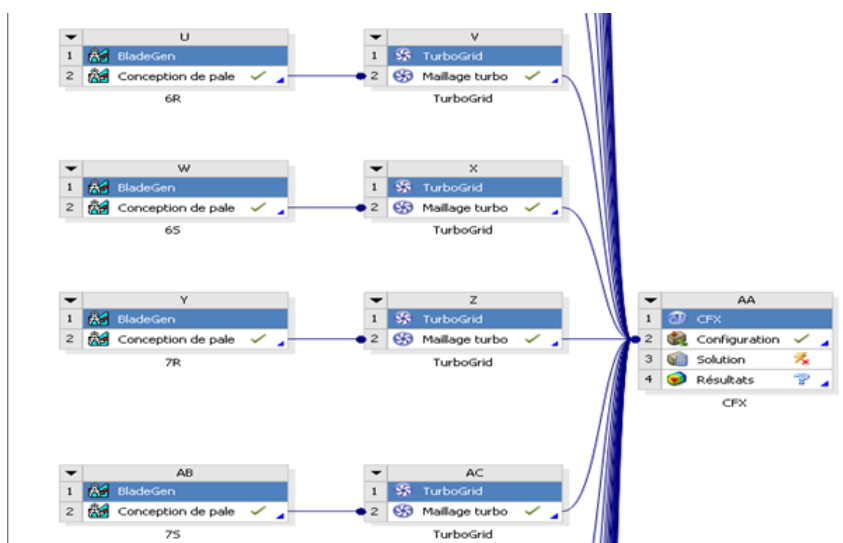 U
1 BladeGen
2 Conception de pale
6R
V
1 TurboGrid
2 Maillage turbo
TurboGrid
W
1 BladeGen
2 Conception de pale
6S
X
1 TurboGrid
2 Maillage turbo
TurboGrid
Y
1 BladeGen
2 Conception de pale
7R
Z
1 TurboGrid
2 Maillage turbo
TurboGrid
AA
1 CFX
2 Configuration
3 Solution
4 Résultats
CFX
AB
1 BladeGen
2 Conception de pale
7S
AC
1 TurboGrid
2 Maillage turbo
TurboGrid